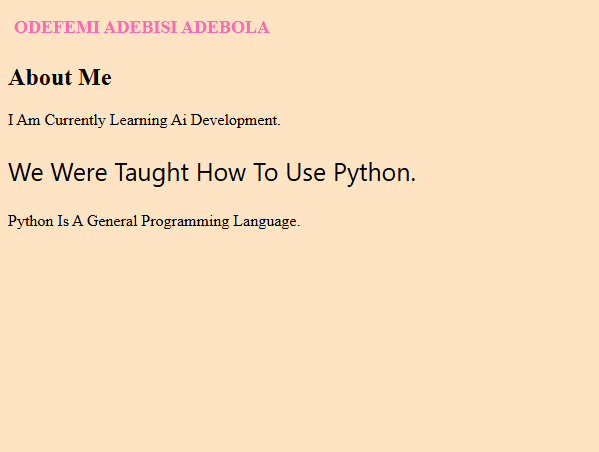 ODEFEMI ADEBISI ADEBOLA
About Me
I Am Currently Learning Ai Development.
We Were Taught How To Use Python.
Python Is A General Programming Language.